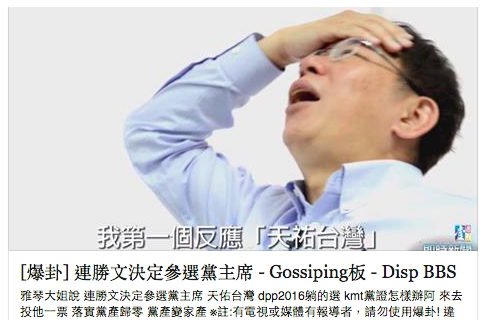 我第一個反應「天祐台灣」
[爆卦] 連勝文決定參選黨主席 - Gossiping板 - Disp BBS
雅琴大姐說 連勝文決定參選黨主席 天佑台灣 dpp2016躺的選 kmt黨證怎樣辦阿 來去
投他一票 落實黨產歸零 黨產變家產 ※註:有電視或媒體有報導者，請勿使用爆卦! 違